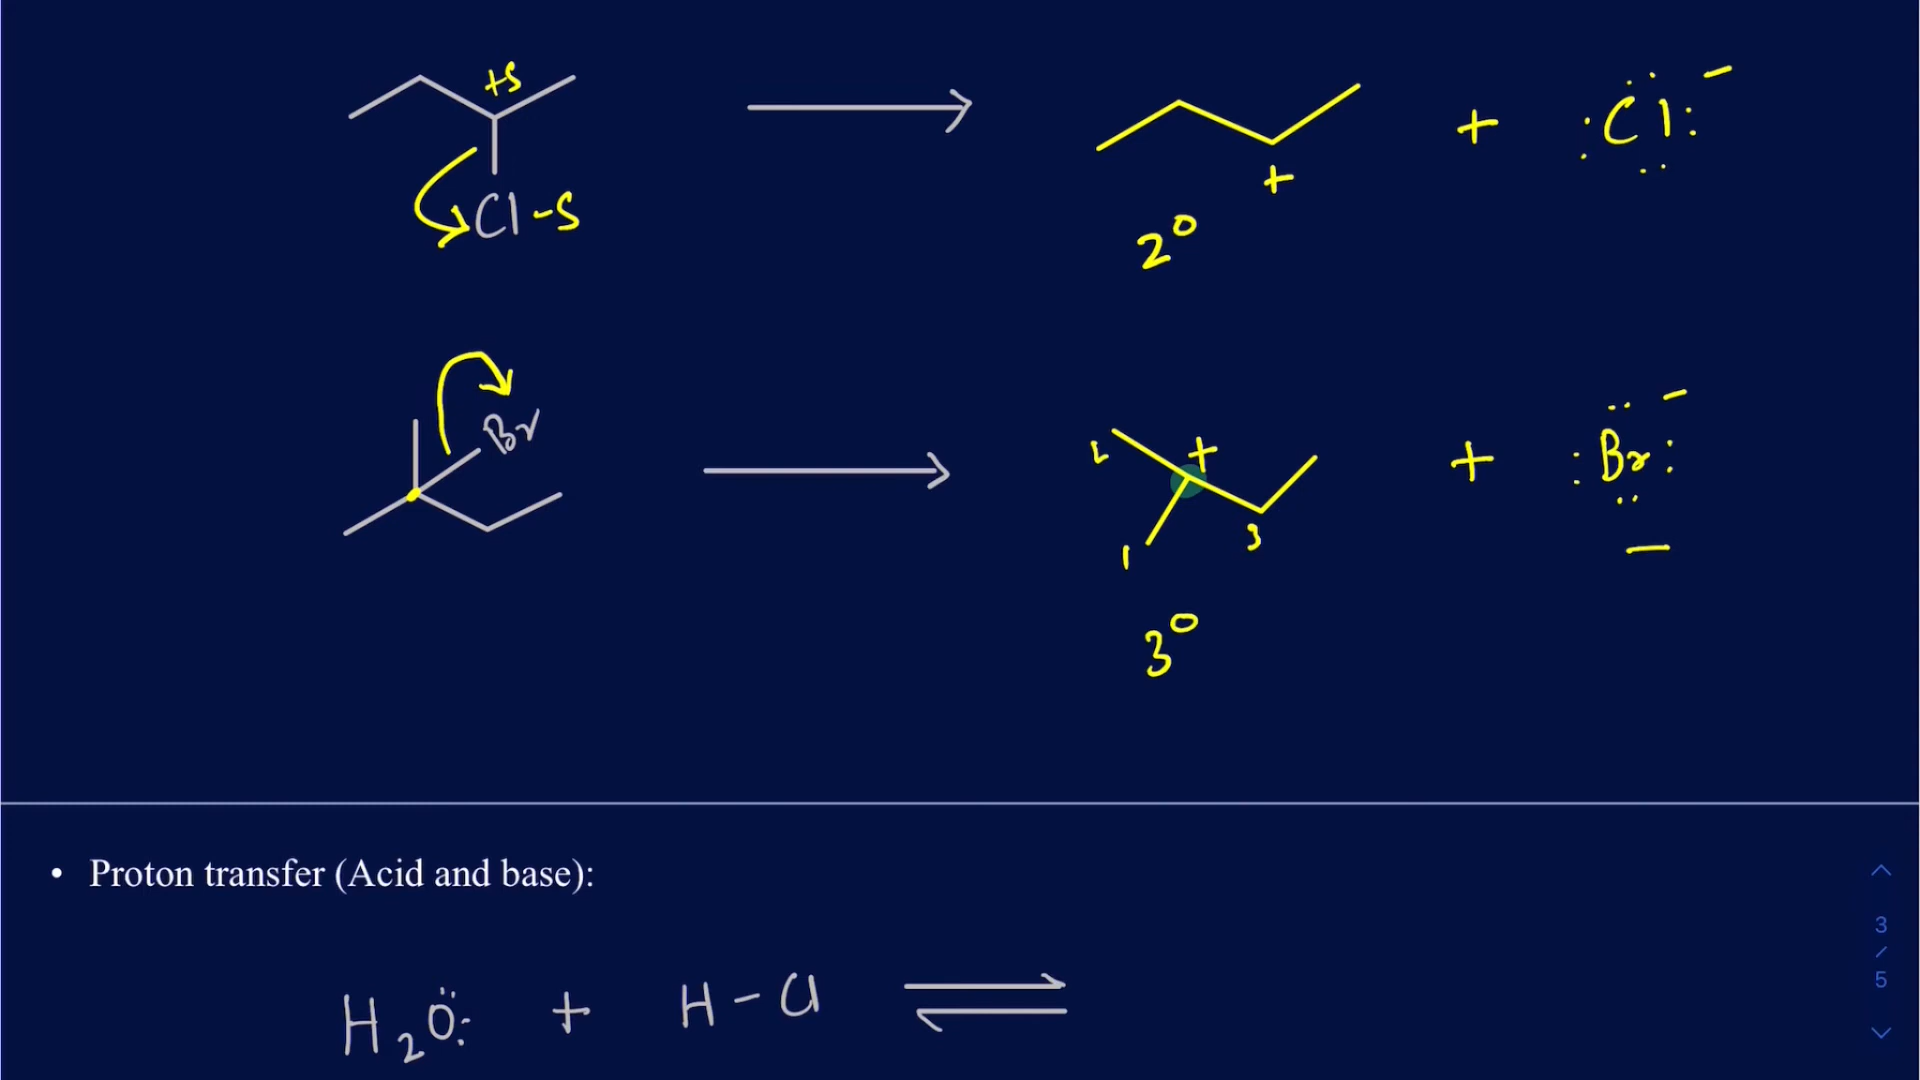 +δ
Cl -δ
+
2°
+ :Cl: −
Br
2 +
1 3
3°
+ :Br: −
• Proton transfer (Acid and base):
H₂O: + H - Cl ⇌
3
/
5